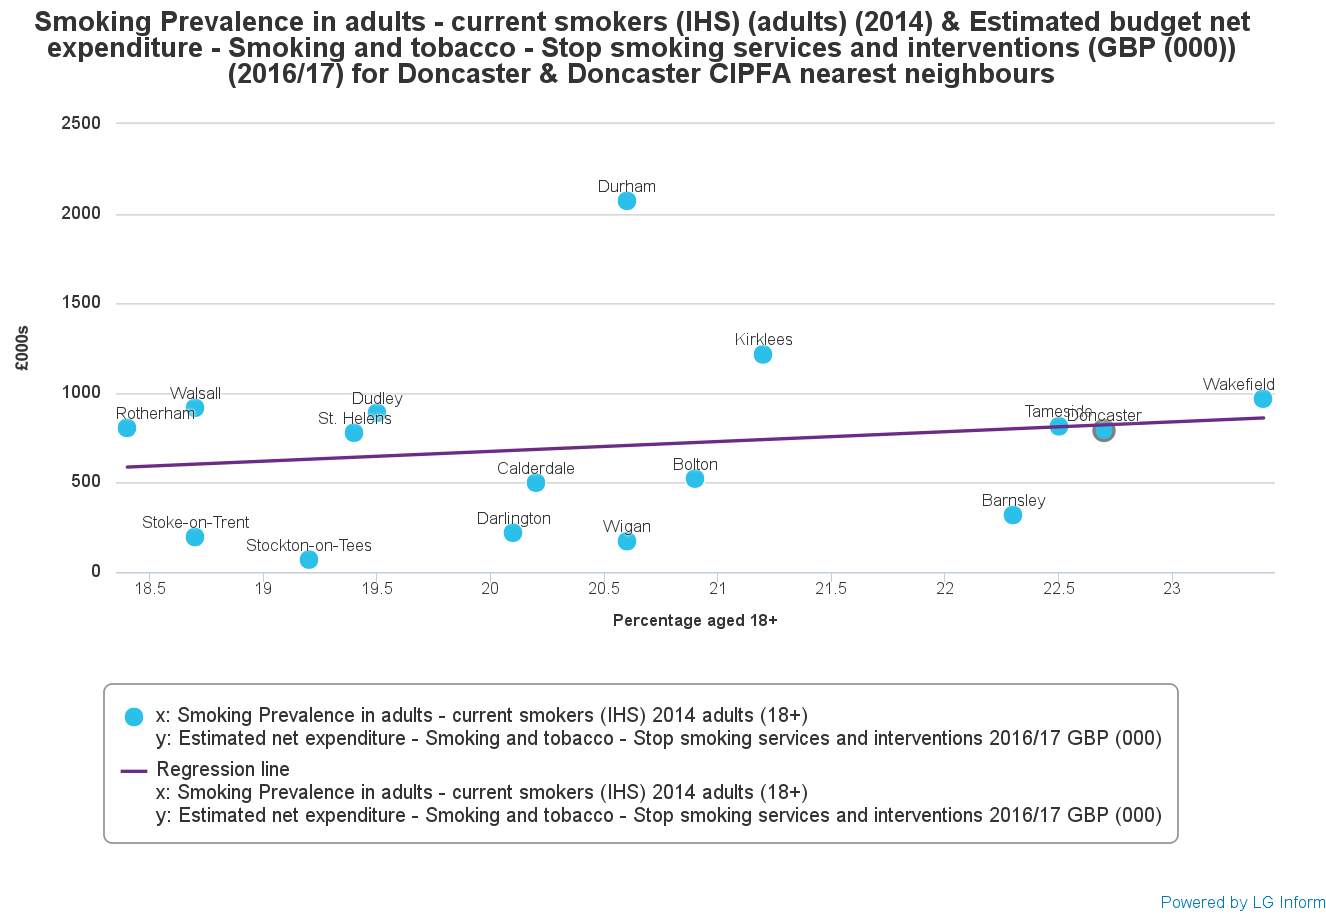 Smoking Prevalence in adults - current smokers (IHS) (adults) (2014) & Estimated budget net
expenditure - Smoking and tobacco - Stop smoking services and interventions (GBP (000))
(2016/17) for Doncaster & Doncaster CIPFA nearest neighbours
2500
Durham
2000
1500
£000s
Kirklees
Wakefield
1000
Walsall
Dudley
Rotherham
St. Helens
Tameside
Doncaster
Calderdale
Bolton
500
Barnsley
Stoke-on-Trent
Darlington
Wigan
Stockton-on-Tees
0
18.5 19 19.5 20 20.5 21 21.5 22 22.5 23
Percentage aged 18+
x: Smoking Prevalence in adults - current smokers (IHS) 2014 adults (18+)
y: Estimated net expenditure - Smoking and tobacco - Stop smoking services and interventions 2016/17 GBP (000)
Regression line
x: Smoking Prevalence in adults - current smokers (IHS) 2014 adults (18+)
y: Estimated net expenditure - Smoking and tobacco - Stop smoking services and interventions 2016/17 GBP (000)
Powered by LG Inform